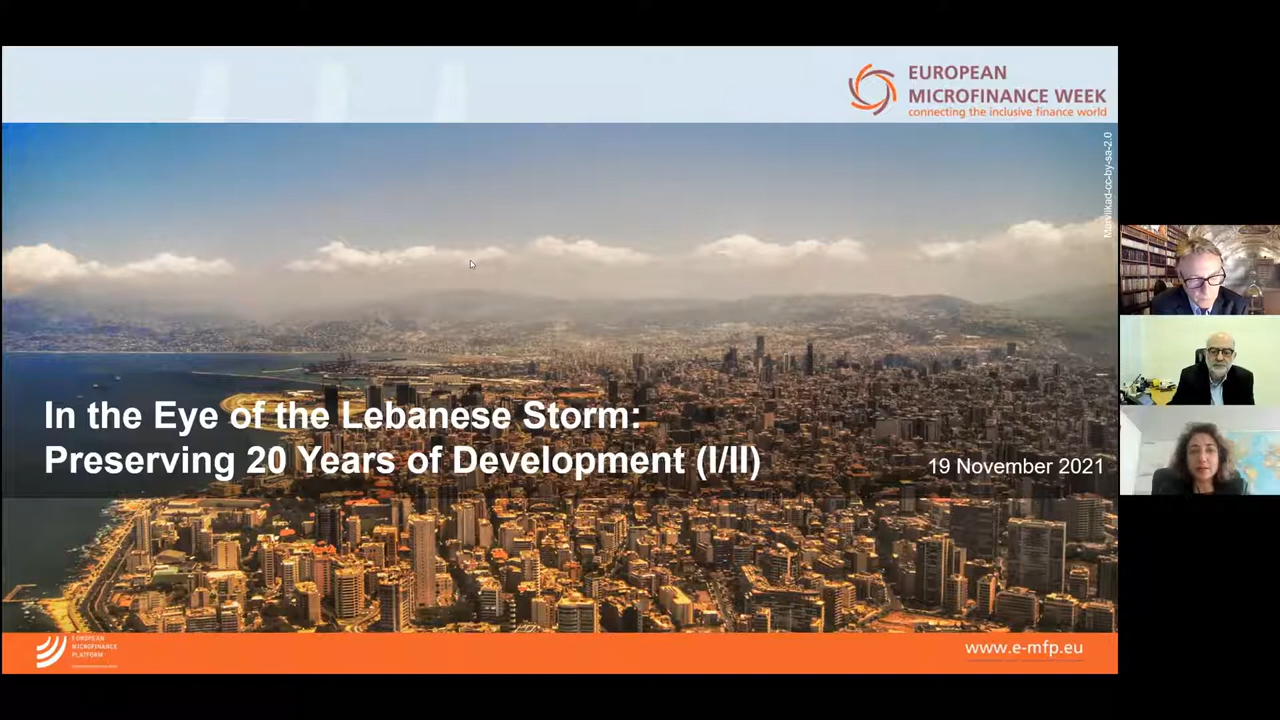 EUROPEAN
MICROFINANCE WEEK
connecting the inclusive finance world
In the Eye of the Lebanese Storm:
Preserving 20 Years of Development (I/II)
19 November 2021
EUROPEAN
MICROFINANCE
PLATFORM
www.e-mfp.eu